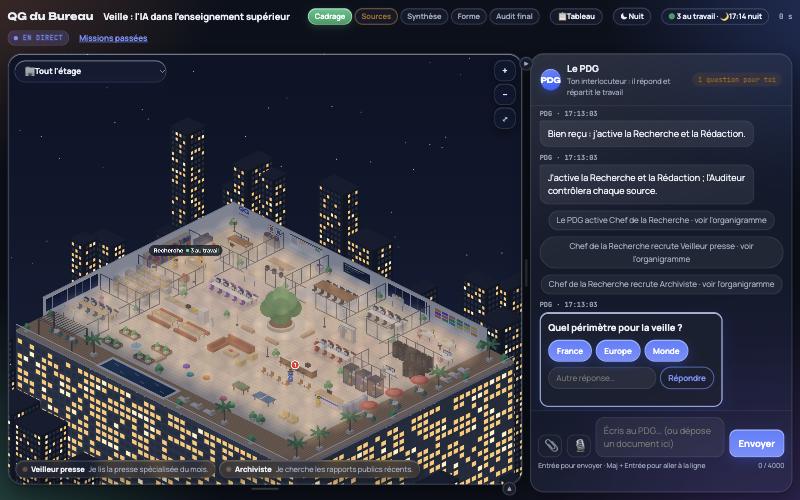 QG du Bureau Veille : l'IA dans l'enseignement supérieur Cadrage Sources Synthèse Forme Audit final Tableau Nuit 3 au travail · 17:14 nuit 0 s
EN DIRECT Missions passées
Tout l'étage
+
−
Recherche 3 au travail
1
Veilleur presse Je lis la presse spécialisée du mois.
Archiviste Je cherche les rapports publics récents.
PDG
Le PDG
Ton interlocuteur : il répond et
répartit le travail
1 question pour toi
PDG · 17:13:03
Bien reçu : j'active la Recherche et la Rédaction.
PDG · 17:13:03
J'active la Recherche et la Rédaction ; l'Auditeur
contrôlera chaque source.
Le PDG active Chef de la Recherche · voir l'organigramme
Chef de la Recherche recrute Veilleur presse · voir
l'organigramme
Chef de la Recherche recrute Archiviste · voir l'organigramme
PDG · 17:13:03
Quel périmètre pour la veille ?
France Europe Monde
Autre réponse... Répondre
Écris au PDG... (ou dépose
un document ici)
Envoyer
Entrée pour envoyer · Maj + Entrée pour aller à la ligne 0 / 4000